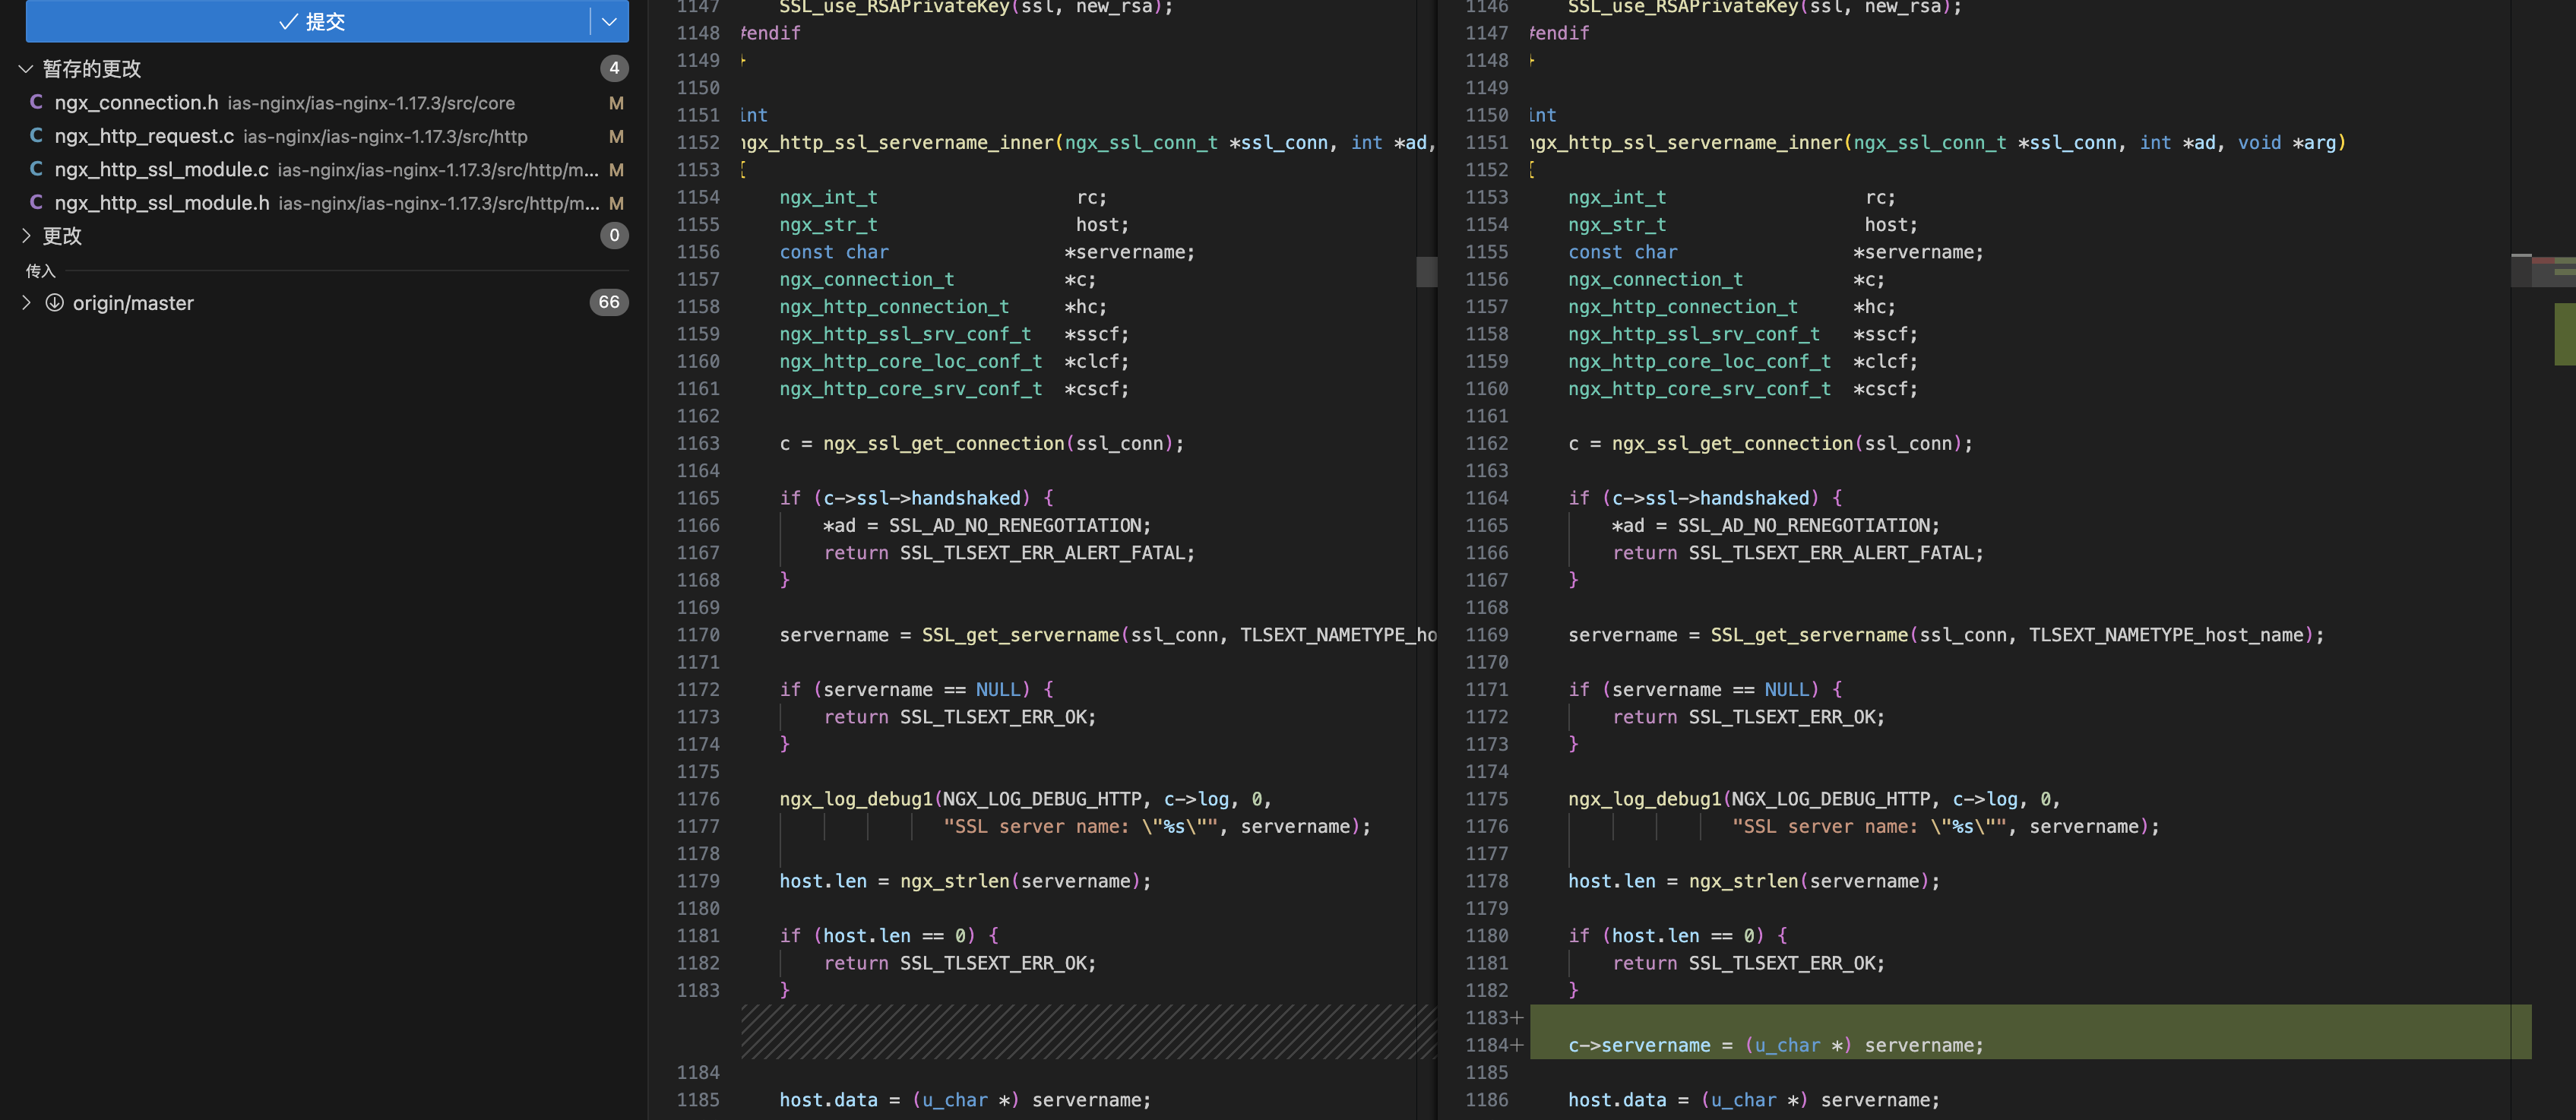 提交
暂存的更改 4
C ngx_connection.h ias-nginx/ias-nginx-1.17.3/src/core M
C ngx_http_request.c ias-nginx/ias-nginx-1.17.3/src/http M
C ngx_http_ssl_module.c ias-nginx/ias-nginx-1.17.3/src/http/m... M
C ngx_http_ssl_module.h ias-nginx/ias-nginx-1.17.3/src/http/m... M
更改 0
传入
origin/master 66
1147 SSL_use_RSAPrivateKey(ssl, new_rsa);
1148 #endif
1149 }
1150
1151 int
1152 ngx_http_ssl_servername_inner(ngx_ssl_conn_t *ssl_conn, int *ad,
1153 {
1154 ngx_int_t rc;
1155 ngx_str_t host;
1156 const char *servername;
1157 ngx_connection_t *c;
1158 ngx_http_connection_t *hc;
1159 ngx_http_ssl_srv_conf_t *sscf;
1160 ngx_http_core_loc_conf_t *clcf;
1161 ngx_http_core_srv_conf_t *cscf;
1162
1163 c = ngx_ssl_get_connection(ssl_conn);
1164
1165 if (c->ssl->handshaked) {
1166 *ad = SSL_AD_NO_RENEGOTIATION;
1167 return SSL_TLSEXT_ERR_ALERT_FATAL;
1168 }
1169
1170 servername = SSL_get_servername(ssl_conn, TLSEXT_NAMETYPE_ho
1171
1172 if (servername == NULL) {
1173 return SSL_TLSEXT_ERR_OK;
1174 }
1175
1176 ngx_log_debug1(NGX_LOG_DEBUG_HTTP, c->log, 0,
1177 "SSL server name: \"%s\"", servername);
1178
1179 host.len = ngx_strlen(servername);
1180
1181 if (host.len == 0) {
1182 return SSL_TLSEXT_ERR_OK;
1183 }
1184
1185 host.data = (u_char *) servername;
1146 SSL_use_RSAPrivateKey(ssl, new_rsa);
1147 #endif
1148 }
1149
1150 int
1151 ngx_http_ssl_servername_inner(ngx_ssl_conn_t *ssl_conn, int *ad, void *arg)
1152 {
1153 ngx_int_t rc;
1154 ngx_str_t host;
1155 const char *servername;
1156 ngx_connection_t *c;
1157 ngx_http_connection_t *hc;
1158 ngx_http_ssl_srv_conf_t *sscf;
1159 ngx_http_core_loc_conf_t *clcf;
1160 ngx_http_core_srv_conf_t *cscf;
1161
1162 c = ngx_ssl_get_connection(ssl_conn);
1163
1164 if (c->ssl->handshaked) {
1165 *ad = SSL_AD_NO_RENEGOTIATION;
1166 return SSL_TLSEXT_ERR_ALERT_FATAL;
1167 }
1168
1169 servername = SSL_get_servername(ssl_conn, TLSEXT_NAMETYPE_host_name);
1170
1171 if (servername == NULL) {
1172 return SSL_TLSEXT_ERR_OK;
1173 }
1174
1175 ngx_log_debug1(NGX_LOG_DEBUG_HTTP, c->log, 0,
1176 "SSL server name: \"%s\"", servername);
1177
1178 host.len = ngx_strlen(servername);
1179
1180 if (host.len == 0) {
1181 return SSL_TLSEXT_ERR_OK;
1182 }
1183+
1184+ c->servername = (u_char *) servername;
1185
1186 host.data = (u_char *) servername;